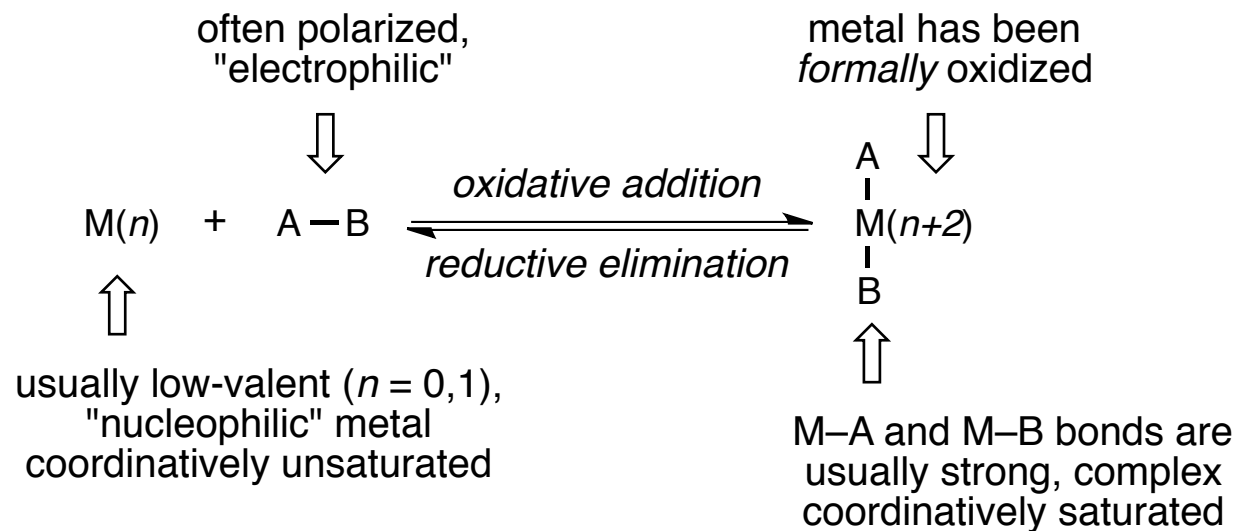 often polarized,
"electrophilic"
metal has been
formally oxidized
A
oxidative addition
M(n) + A – B
M(n+2)
reductive elimination
B
usually low-valent (n = 0,1),
"nucleophilic" metal
coordinatively unsaturated
M–A and M–B bonds are
usually strong, complex
coordinatively saturated